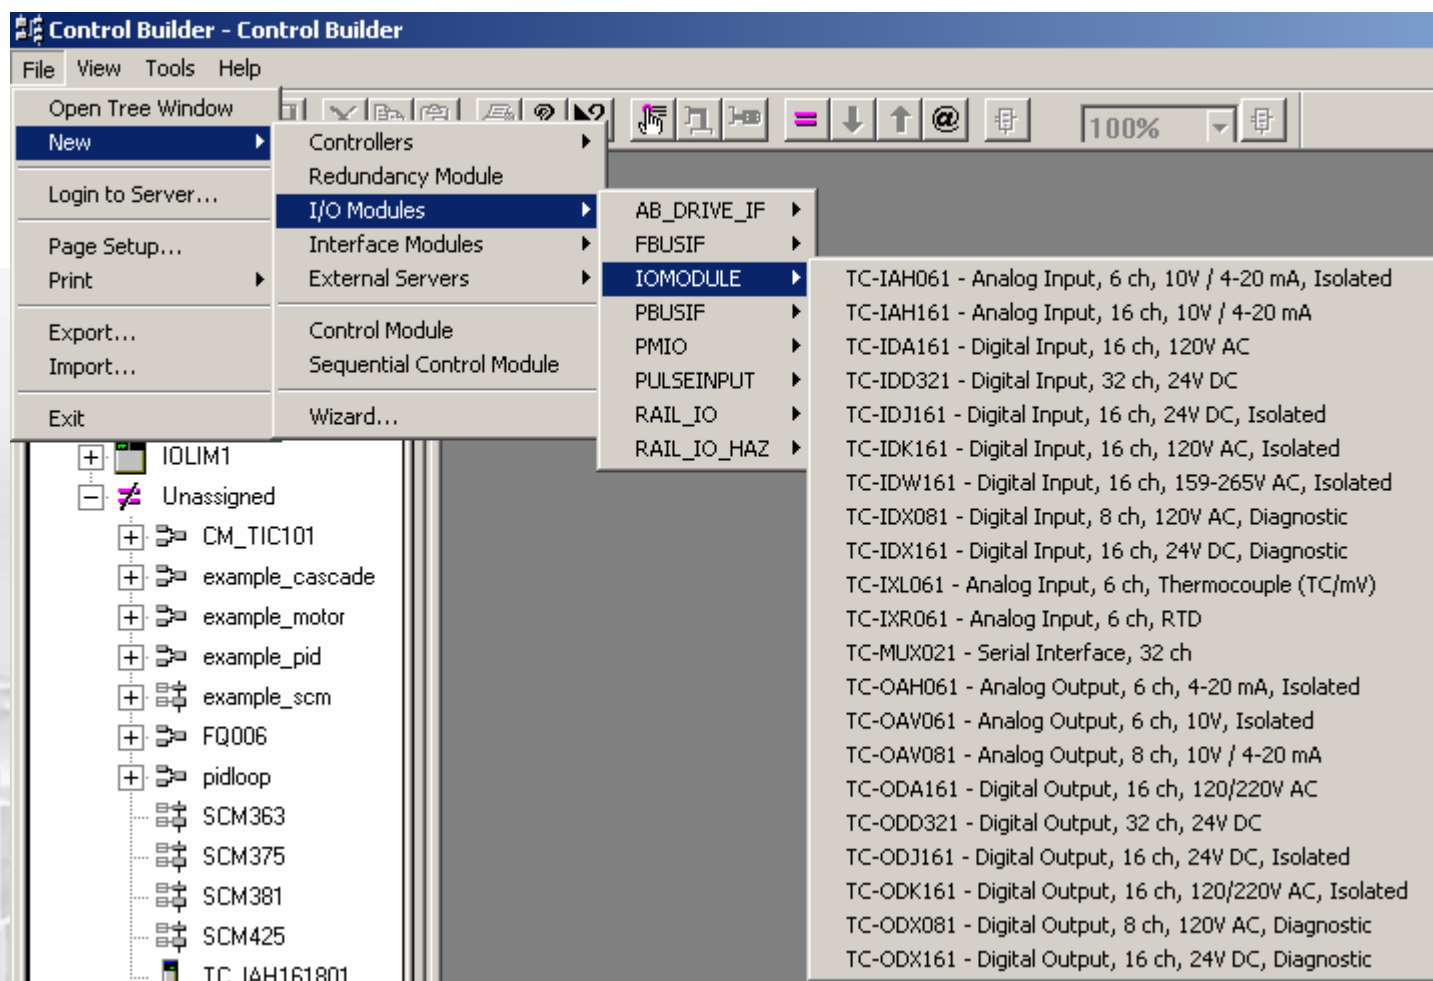 Control Builder - Control Builder
File View Tools Help
Open Tree Window
New
Login to Server...
Page Setup...
Print
Export...
Import...
Exit
100%
Controllers
Redundancy Module
I/O Modules
Interface Modules
External Servers
Control Module
Sequential Control Module
Wizard...
AB_DRIVE_IF
FBUSIF
IOMODULE
PBUSIF
PMIO
PULSEINPUT
RAIL_IO
RAIL_IO_HAZ
TC-IAH061 - Analog Input, 6 ch, 10V / 4-20 mA, Isolated
TC-IAH161 - Analog Input, 16 ch, 10V / 4-20 mA
TC-IDA161 - Digital Input, 16 ch, 120V AC
TC-IDD321 - Digital Input, 32 ch, 24V DC
TC-IDJ161 - Digital Input, 16 ch, 24V DC, Isolated
TC-IDK161 - Digital Input, 16 ch, 120V AC, Isolated
TC-IDW161 - Digital Input, 16 ch, 159-265V AC, Isolated
TC-IDX081 - Digital Input, 8 ch, 120V AC, Diagnostic
TC-IDX161 - Digital Input, 16 ch, 24V DC, Diagnostic
TC-IXL061 - Analog Input, 6 ch, Thermocouple (TC/mV)
TC-IXR061 - Analog Input, 6 ch, RTD
TC-MUX021 - Serial Interface, 32 ch
TC-OAH061 - Analog Output, 6 ch, 4-20 mA, Isolated
TC-OAV061 - Analog Output, 6 ch, 10V, Isolated
TC-OAV081 - Analog Output, 8 ch, 10V / 4-20 mA
TC-ODA161 - Digital Output, 16 ch, 120/220V AC
TC-ODD321 - Digital Output, 32 ch, 24V DC
TC-ODJ161 - Digital Output, 16 ch, 24V DC, Isolated
TC-ODK161 - Digital Output, 16 ch, 120/220V AC, Isolated
TC-ODX081 - Digital Output, 8 ch, 120V AC, Diagnostic
TC-ODX161 - Digital Output, 16 ch, 24V DC, Diagnostic
IOLIM1
Unassigned
CM_TIC101
example_cascade
example_motor
example_pid
example_scm
FQ006
pidloop
SCM363
SCM375
SCM381
SCM425
TC_IAH161801